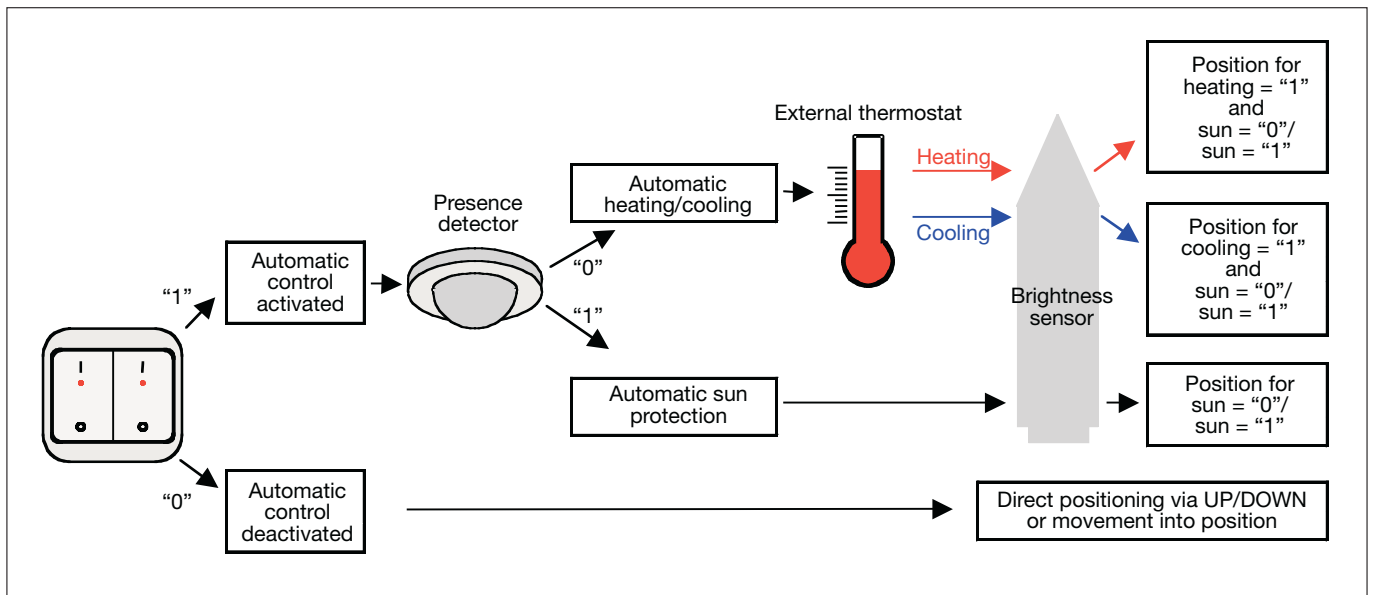 Position for
heating = “1”
and
sun = “0”/
sun = “1”
External thermostat
Heating
Automatic
heating/cooling
Presence
detector
Cooling
Position for
cooling = “1”
and
sun = “0”/
sun = “1”
“0”
Automatic
control
activated
“1”
Brightness
sensor
“1”
Automatic sun
protection
Position for
sun = “0”/
sun = “1”
“0”
Automatic
control
deactivated
Direct positioning via UP/DOWN
or movement into position